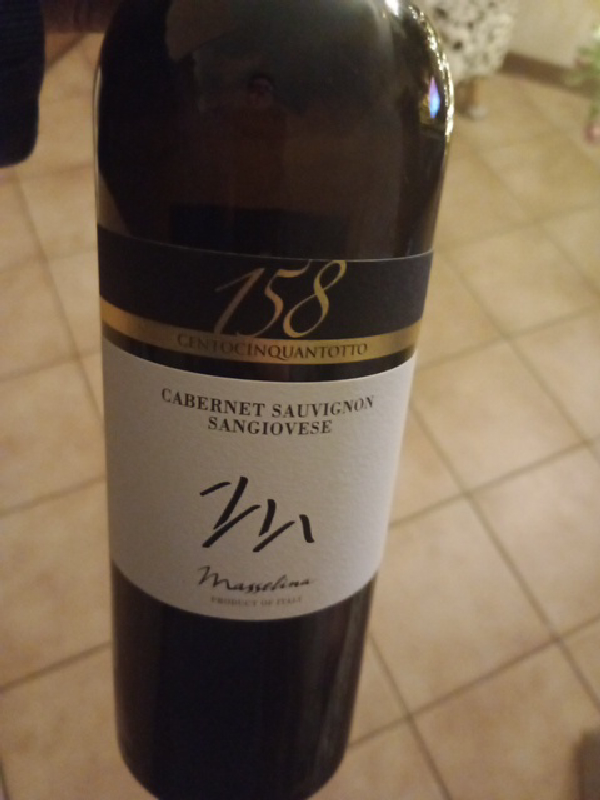 158
CENTOCINQUANTOTTO
CABERNET SAUVIGNON
SANGIOVESE
M
Masselina
PRODUCT OF ITALY